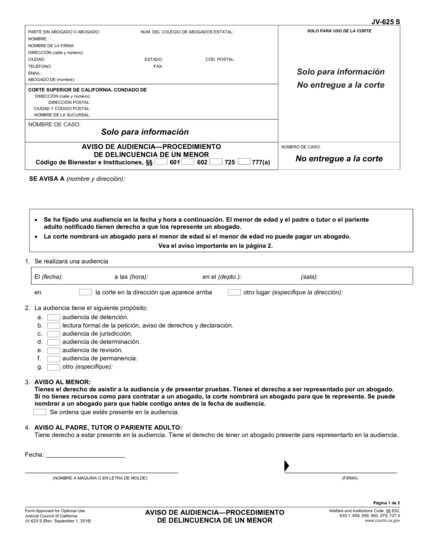 JV-625 S
PARTE SIN ABOGADO O ABOGADO: NÚM. DEL COLEGIO DE ABOGADOS ESTATAL:
NOMBRE:
NOMBRE DE LA FIRMA:
DIRECCIÓN (calle y número):
CIUDAD: ESTADO: CÓD. POSTAL:
TELÉFONO: FAX:
EMAIL:
ABOGADO DE (nombre):
SOLO PARA USO DE LA CORTE
Solo para información
No entregue a la corte
CORTE SUPERIOR DE CALIFORNIA, CONDADO DE
DIRECCIÓN (calle y número):
DIRECCIÓN POSTAL:
CIUDAD Y CÓDIGO POSTAL:
NOMBRE DE LA SUCURSAL:
NOMBRE DE CASO:
Solo para información
AVISO DE AUDIENCIA—PROCEDIMIENTO
DE DELINCUENCIA DE UN MENOR
Código de Bienestar e Instituciones, §§ 601 602 725 777(a)
NÚMERO DE CASO:
No entregue a la corte
SE AVISA A (nombre y dirección):
• Se ha fijado una audiencia en la fecha y hora a continuación. El menor de edad y el padre o tutor o el pariente
adulto notificado tienen derecho a que los represente un abogado.
• La corte nombrará un abogado para el menor de edad si el menor de edad no puede pagar un abogado.
Vea el aviso importante en la página 2.
1. Se realizará una audiencia
El (fecha): a las (hora): en el (depto.): (sala):
en la corte en la dirección que aparece arriba otro lugar (especifique la dirección):
2. La audiencia tiene el siguiente propósito:
a. audiencia de detención.
b. lectura formal de la petición, aviso de derechos y declaración.
c. audiencia de jurisdicción.
d. audiencia de determinación.
e. audiencia de revisión.
f. audiencia de permanencia.
g. otro (especifique):
3. AVISO AL MENOR:
Tienes el derecho de asistir a la audiencia y de presentar pruebas. Tienes el derecho a ser representado por un abogado.
Si no tienes recursos como para contratar a un abogado, la corte nombrará un abogado para que te represente. Se puede
nombrar a un abogado para que hable contigo antes de la fecha de audiencia.
Se ordena que estés presente en la audiencia.
4. AVISO AL PADRE, TUTOR O PARIENTE ADULTO:
Tiene derecho a estar presente en la audiencia. Tiene el derecho de tener un abogado presente para representarlo en la audiencia.
Fecha:
(NOMBRE A MÁQUINA O EN LETRA DE MOLDE) (FIRMA)
Página 1 de 2
Form Approved for Optional Use
Judicial Council of California
JV-625 S [Rev. September 1, 2018]
AVISO DE AUDIENCIA—PROCEDIMIENTO
DE DELINCUENCIA DE UN MENOR
Welfare and Institutions Code, §§ 630,
630.1, 658, 659, 660, 679, 727.4
www.courts.ca.gov